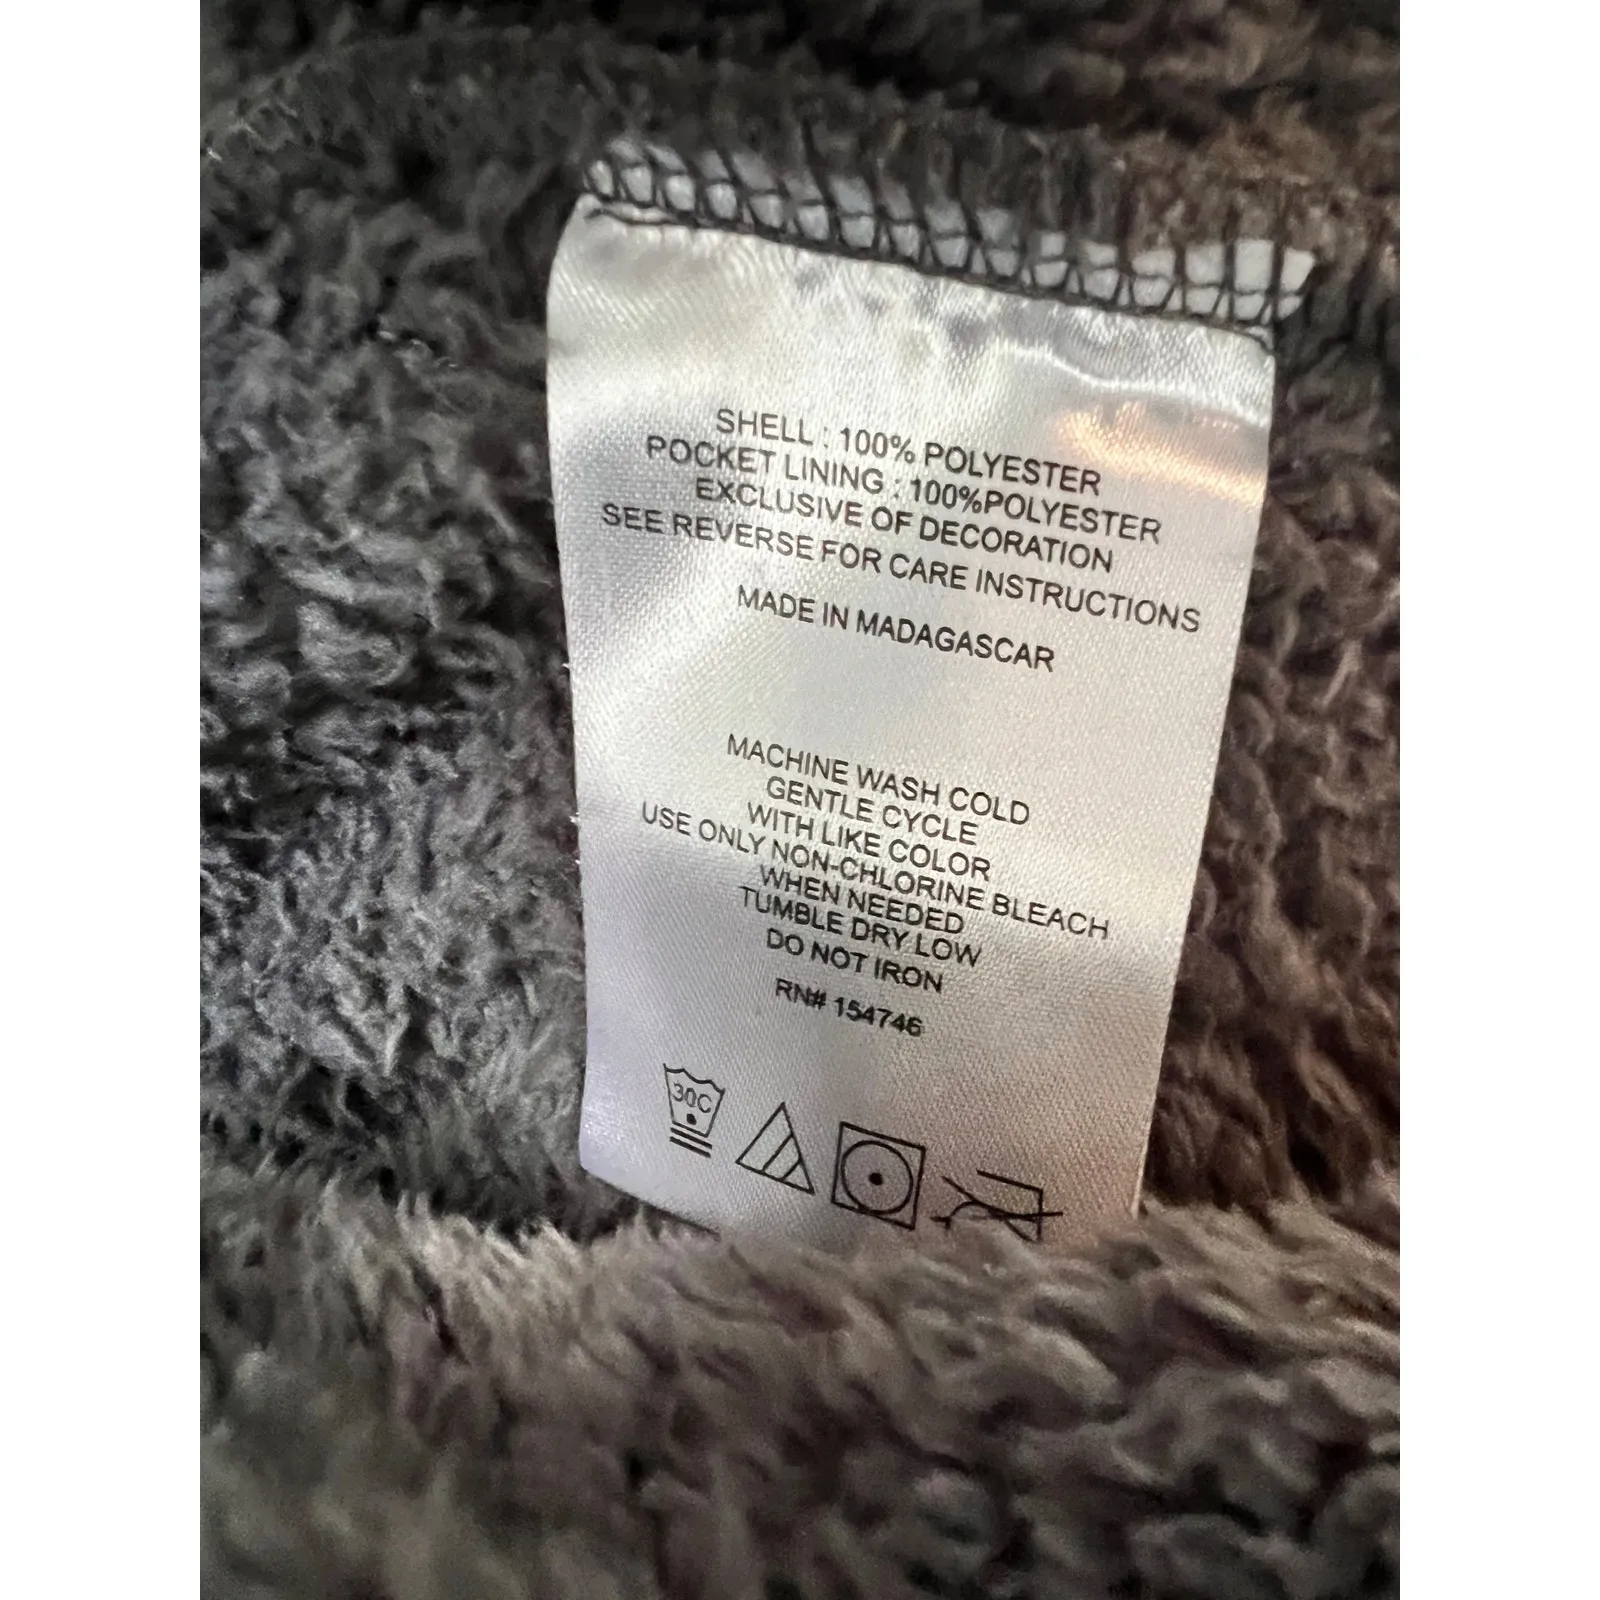 SHELL : 100% POLYESTER
POCKET LINING : 100%POLYESTER
EXCLUSIVE OF DECORATION
SEE REVERSE FOR CARE INSTRUCTIONS
MADE IN MADAGASCAR
MACHINE WASH COLD
GENTLE CYCLE
WITH LIKE COLOR
USE ONLY NON-CHLORINE BLEACH
WHEN NEEDED
TUMBLE DRY LOW
DO NOT IRON
RN# 154746
30C